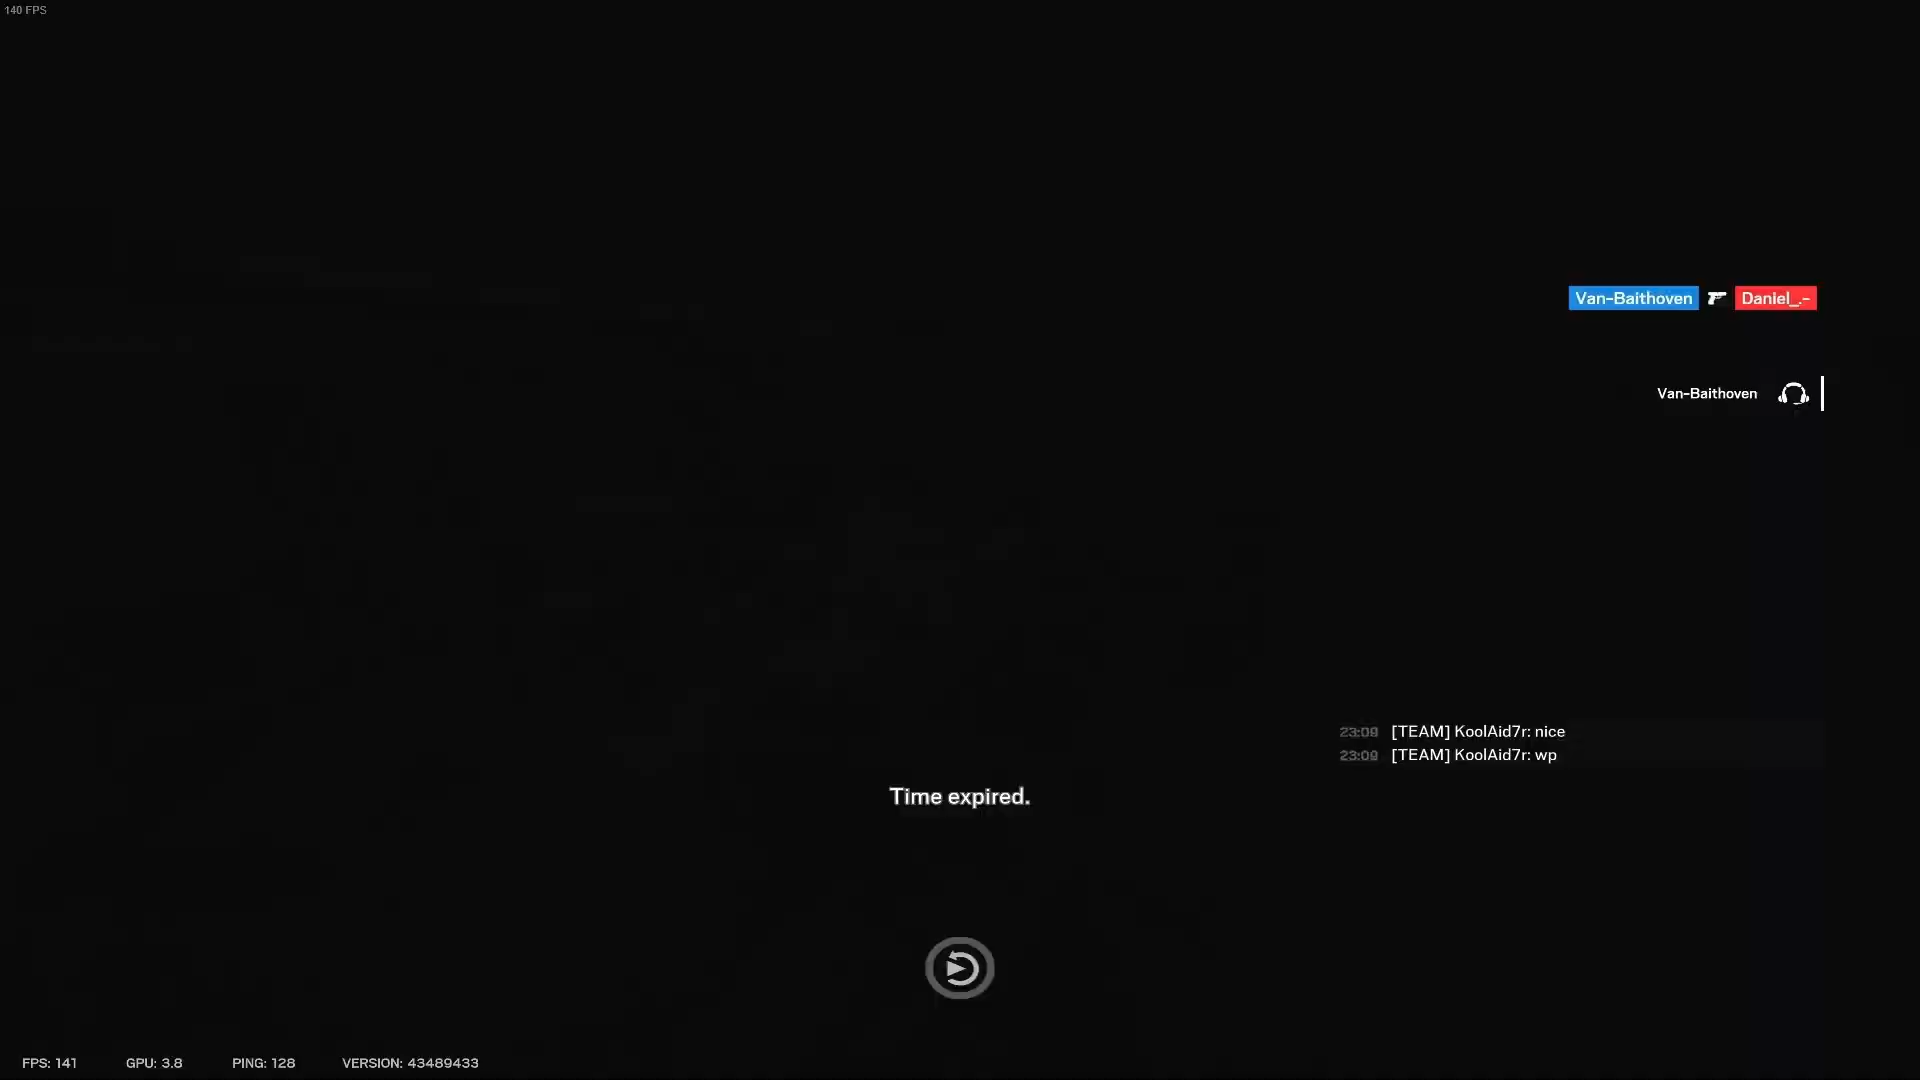 140 FPS
Van-Baithoven Daniel_.-
Van-Baithoven
23:09 [TEAM] KoolAid7r: nice
23:09 [TEAM] KoolAid7r: wp
Time expired.
FPS: 141 GPU: 3.8 PING: 128 VERSION: 43489433